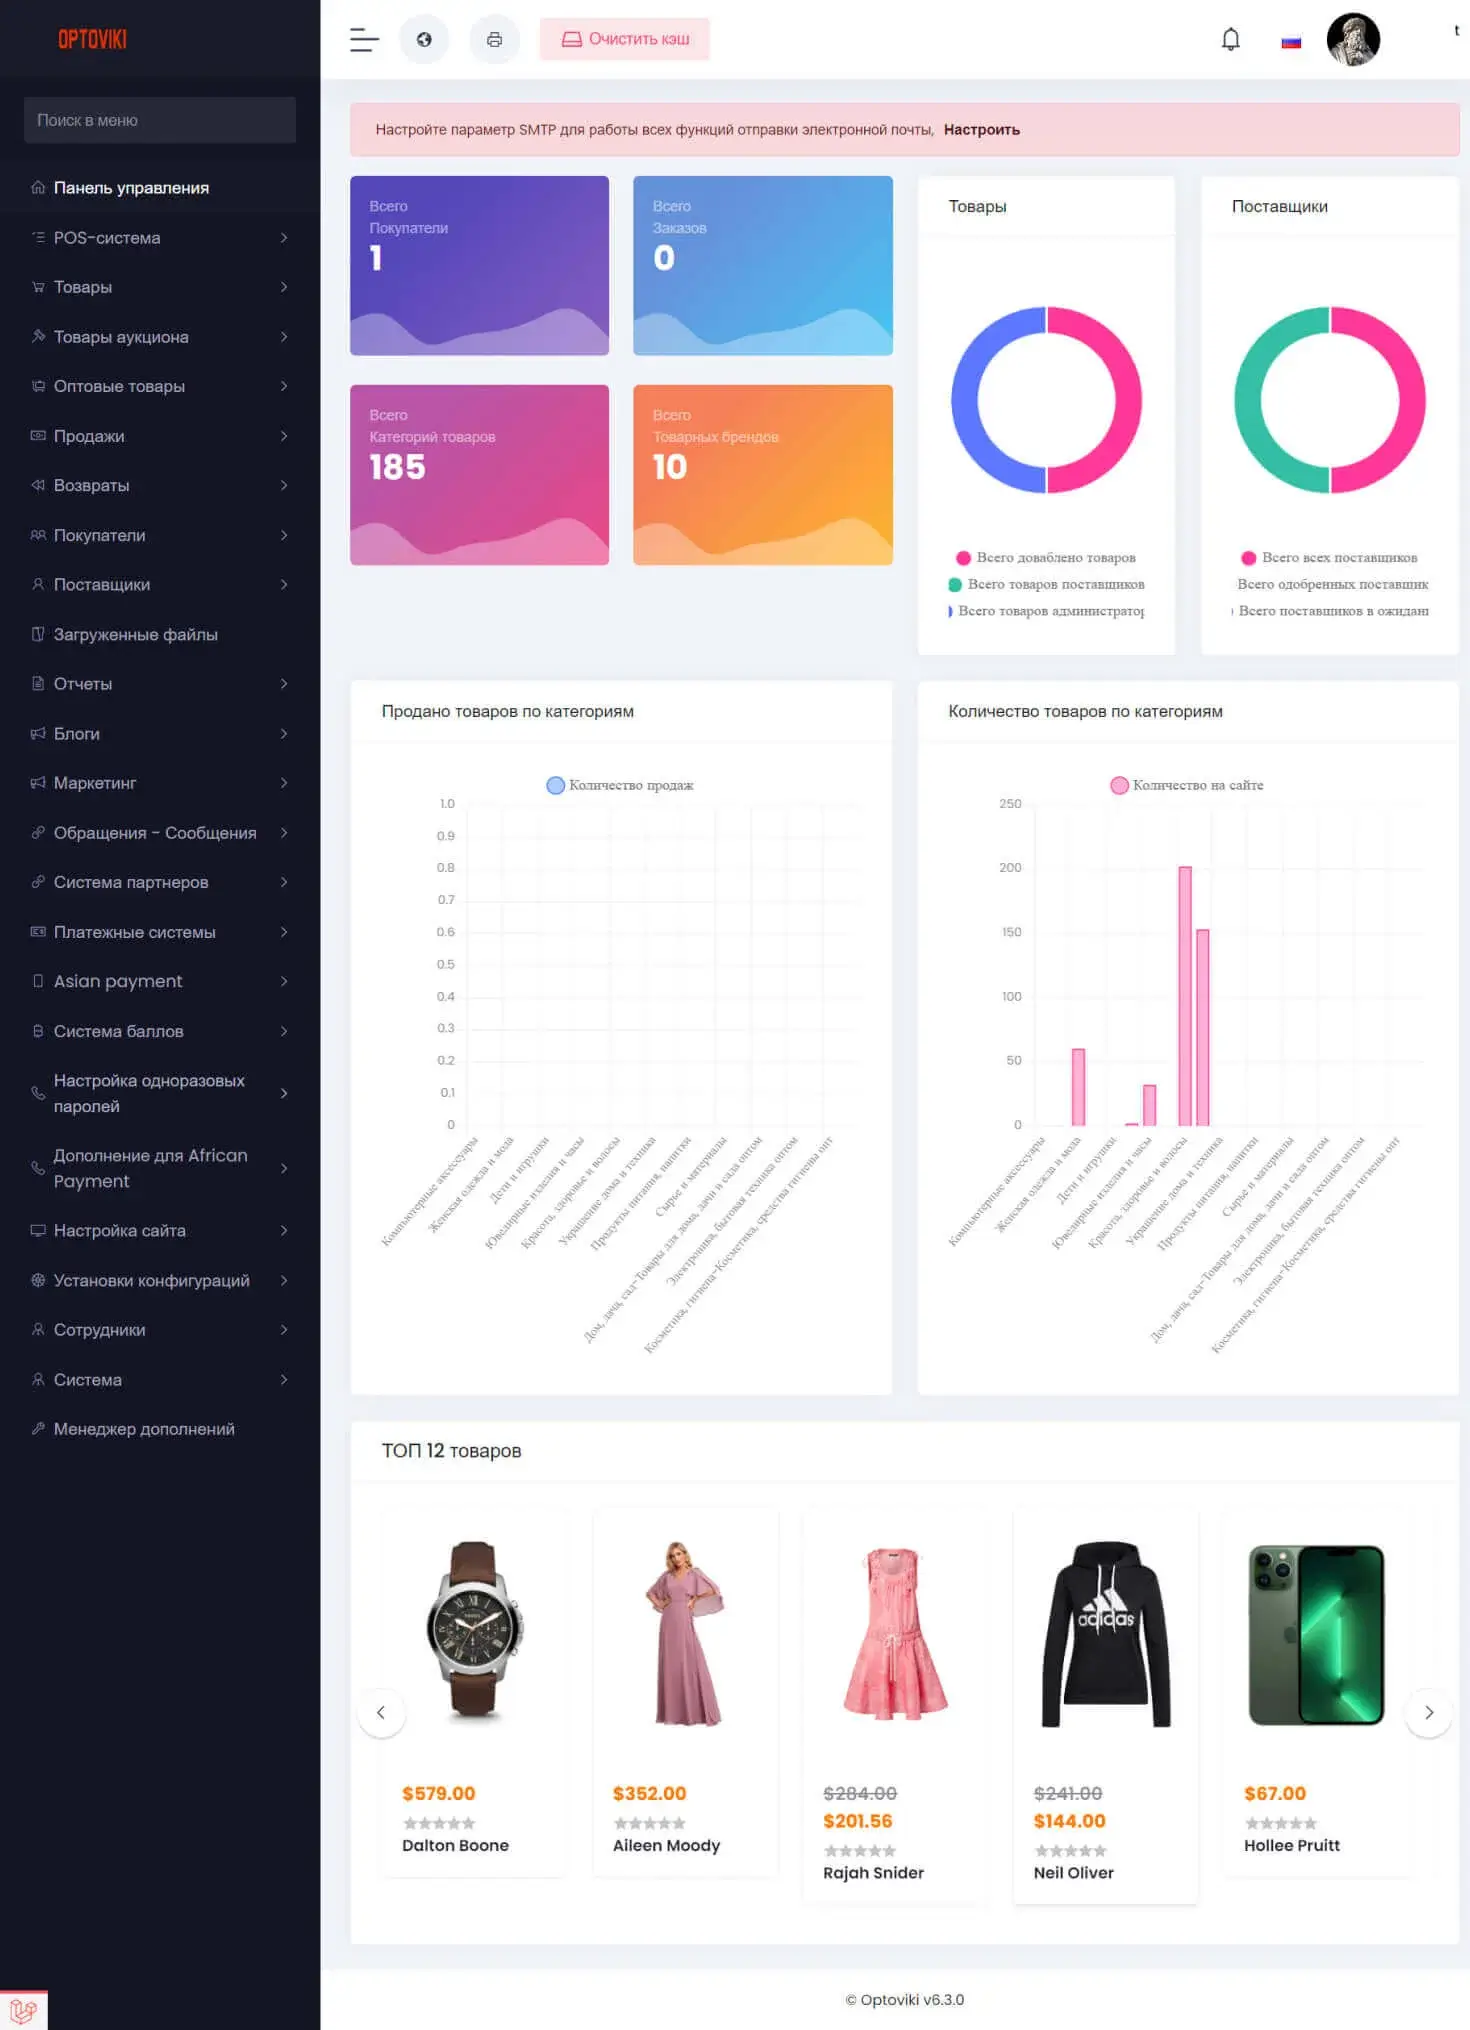 OPTOVIKI
Поиск в меню
Панель управления
POS-система
Товары
Товары аукциона
Оптовые товары
Продажи
Возвраты
Покупатели
Поставщики
Загруженные файлы
Отчеты
Блоги
Маркетинг
Обращения - Сообщения
Система партнеров
Платежные системы
Asian payment
Система баллов
Настройка одноразовых
паролей
Дополнение для African
Payment
Настройка сайта
Установки конфигураций
Сотрудники
Система
Менеджер дополнений
Очистить кэш
t
Настройте параметр SMTP для работы всех функций отправки электронной почты, Настроить
Всего
Покупатели
1
Всего
Заказов
0
Всего
Категорий товаров
185
Всего
Товарных брендов
10
Товары
Всего доваблено товаров
Всего товаров поставщиков
Всего товаров администратор
Поставщики
Всего всех поставщиков
Всего одобренных поставщик
Всего поставщиков в ожидани
Продано товаров по категориям
Количество продаж
1.0
0.9
0.8
0.7
0.6
0.5
0.4
0.3
0.2
0.1
0
Компьютерные аксессуары
Женская одежда и мода
Дети и игрушки
Ювелирные изделия и часы
Красота, здоровье и волосы
Украшение дома и техника
Продукты питания, напитки
Сырье и материалы
Дом, дача, сад-Товары для дома, дачи и сада оптом
Электроника, бытовая техника оптом
Косметика, гигиена-Косметика, средства гигиены опт
Количество товаров по категориям
Количество на сайте
250
200
150
100
50
0
Компьютерные аксессуары
Женская одежда и мода
Дети и игрушки
Ювелирные изделия и часы
Красота, здоровье и волосы
Украшение дома и техника
Продукты питания, напитки
Сырье и материалы
Дом, дача, сад-Товары для дома, дачи и сада оптом
Электроника, бытовая техника оптом
Косметика, гигиена-Косметика, средства гигиены опт
ТОП 12 товаров
adidas
$579.00
Dalton Boone
$352.00
Aileen Moody
$284.00
$201.56
Rajah Snider
$241.00
$144.00
Neil Oliver
$67.00
Hollee Pruitt
© Optoviki v6.3.0